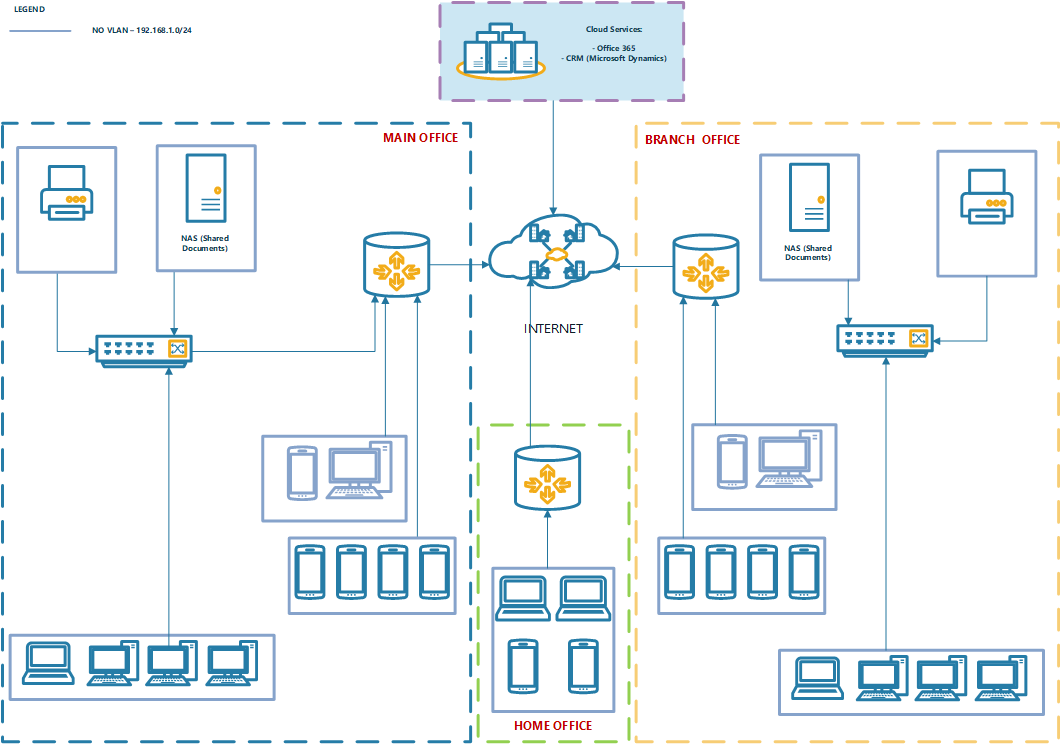 LEGEND
NO VLAN – 192.168.1.0/24
Cloud Services:
- Office 365
- CRM (Microsoft Dynamics)
MAIN OFFICE
BRANCH OFFICE
NAS (Shared
Documents)
NAS (Shared
Documents)
INTERNET
HOME OFFICE